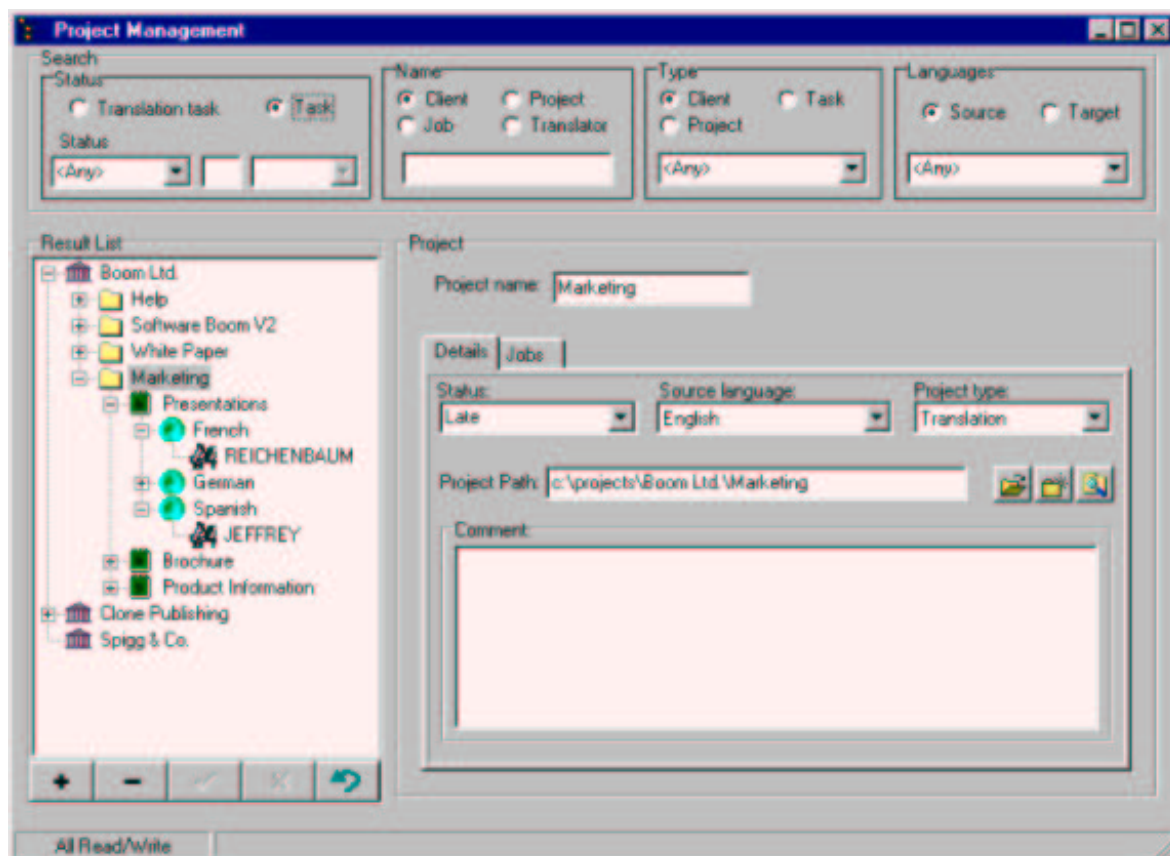 Project Management
Search
Status
Translation task
Task
Status
<Any>
Name
Client
Project
Job
Translator
Type
Client
Task
Project
<Any>
Languages
Source
Target
<Any>
Result List
Boom Ltd.
Help
Software Boom V2
White Paper
Marketing
Presentations
French
REICHENBAUM
German
Spanish
JEFFREY
Brochure
Product Information
Clone Publishing
Spigg & Co.
Project
Project name: Marketing
Details
Jobs
Status:
Source language:
Project type:
Late
English
Translation
Project Path: c:\projects\Boom Ltd.\Marketing
Comment:
All Read/Write